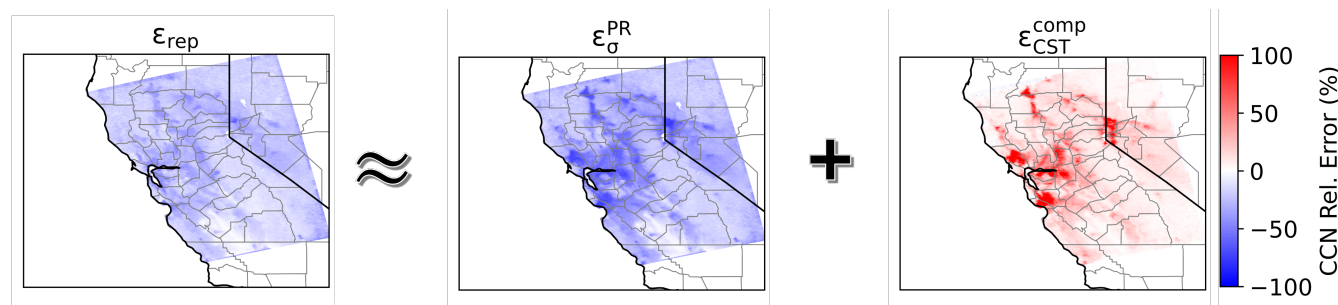 ε_rep
≈
ε_σ^PR
+
ε_CST^comp
100
50
0
−50
−100
CCN Rel. Error (%)